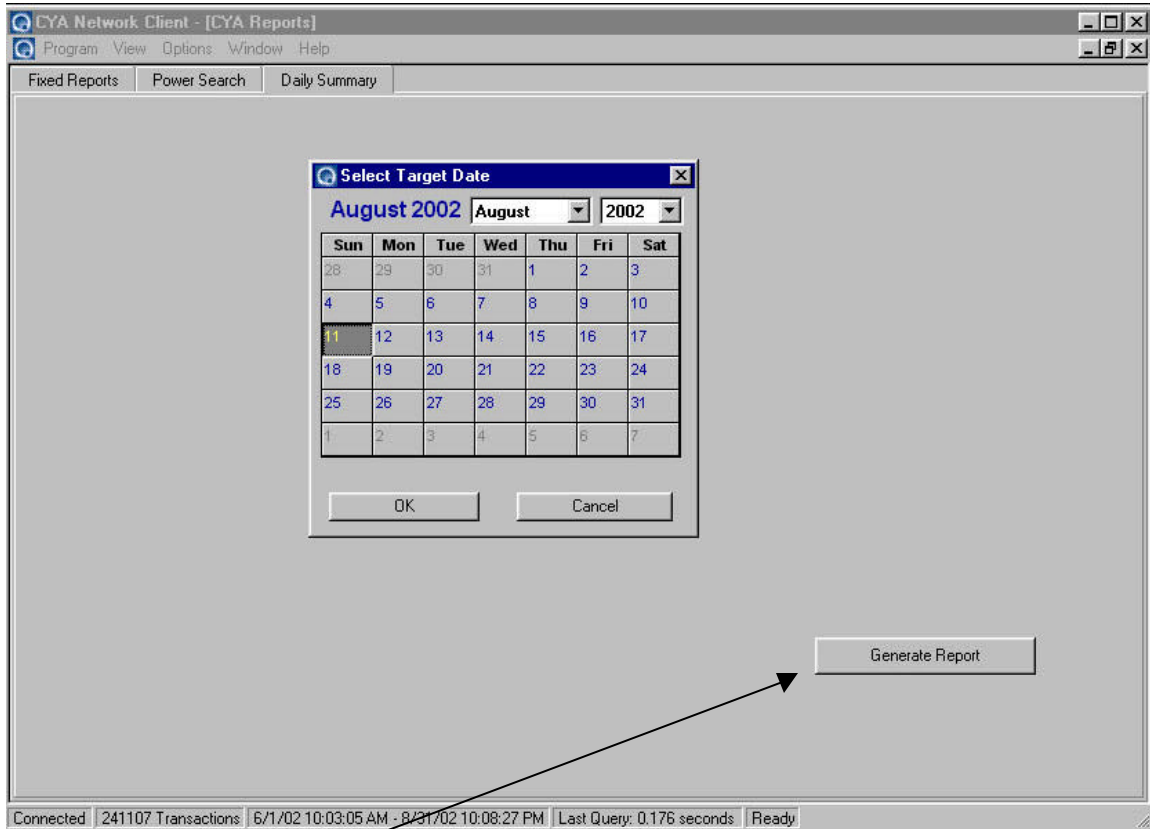 CYA Network Client - [CYA Reports]
Program View Options Window Help
Fixed Reports Power Search Daily Summary
Select Target Date
August 2002 August 2002
Sun Mon Tue Wed Thu Fri Sat
28 29 30 31 1 2 3
4 5 6 7 8 9 10
11 12 13 14 15 16 17
18 19 20 21 22 23 24
25 26 27 28 29 30 31
1 2 3 4 5 6 7
OK Cancel
Generate Report
Connected 241107 Transactions 6/1/02 10:03:05 AM - 8/31/02 10:08:27 PM Last Query: 0.176 seconds Ready